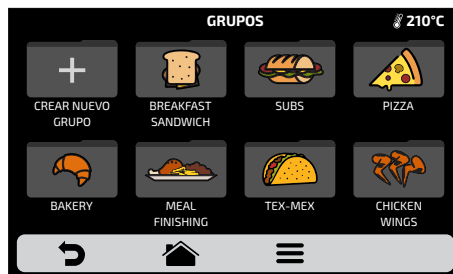 GRUPOS
210°C
CREAR NUEVO
GRUPO
BREAKFAST
SANDWICH
SUBS
PIZZA
BAKERY
MEAL
FINISHING
TEX-MEX
CHICKEN
WINGS